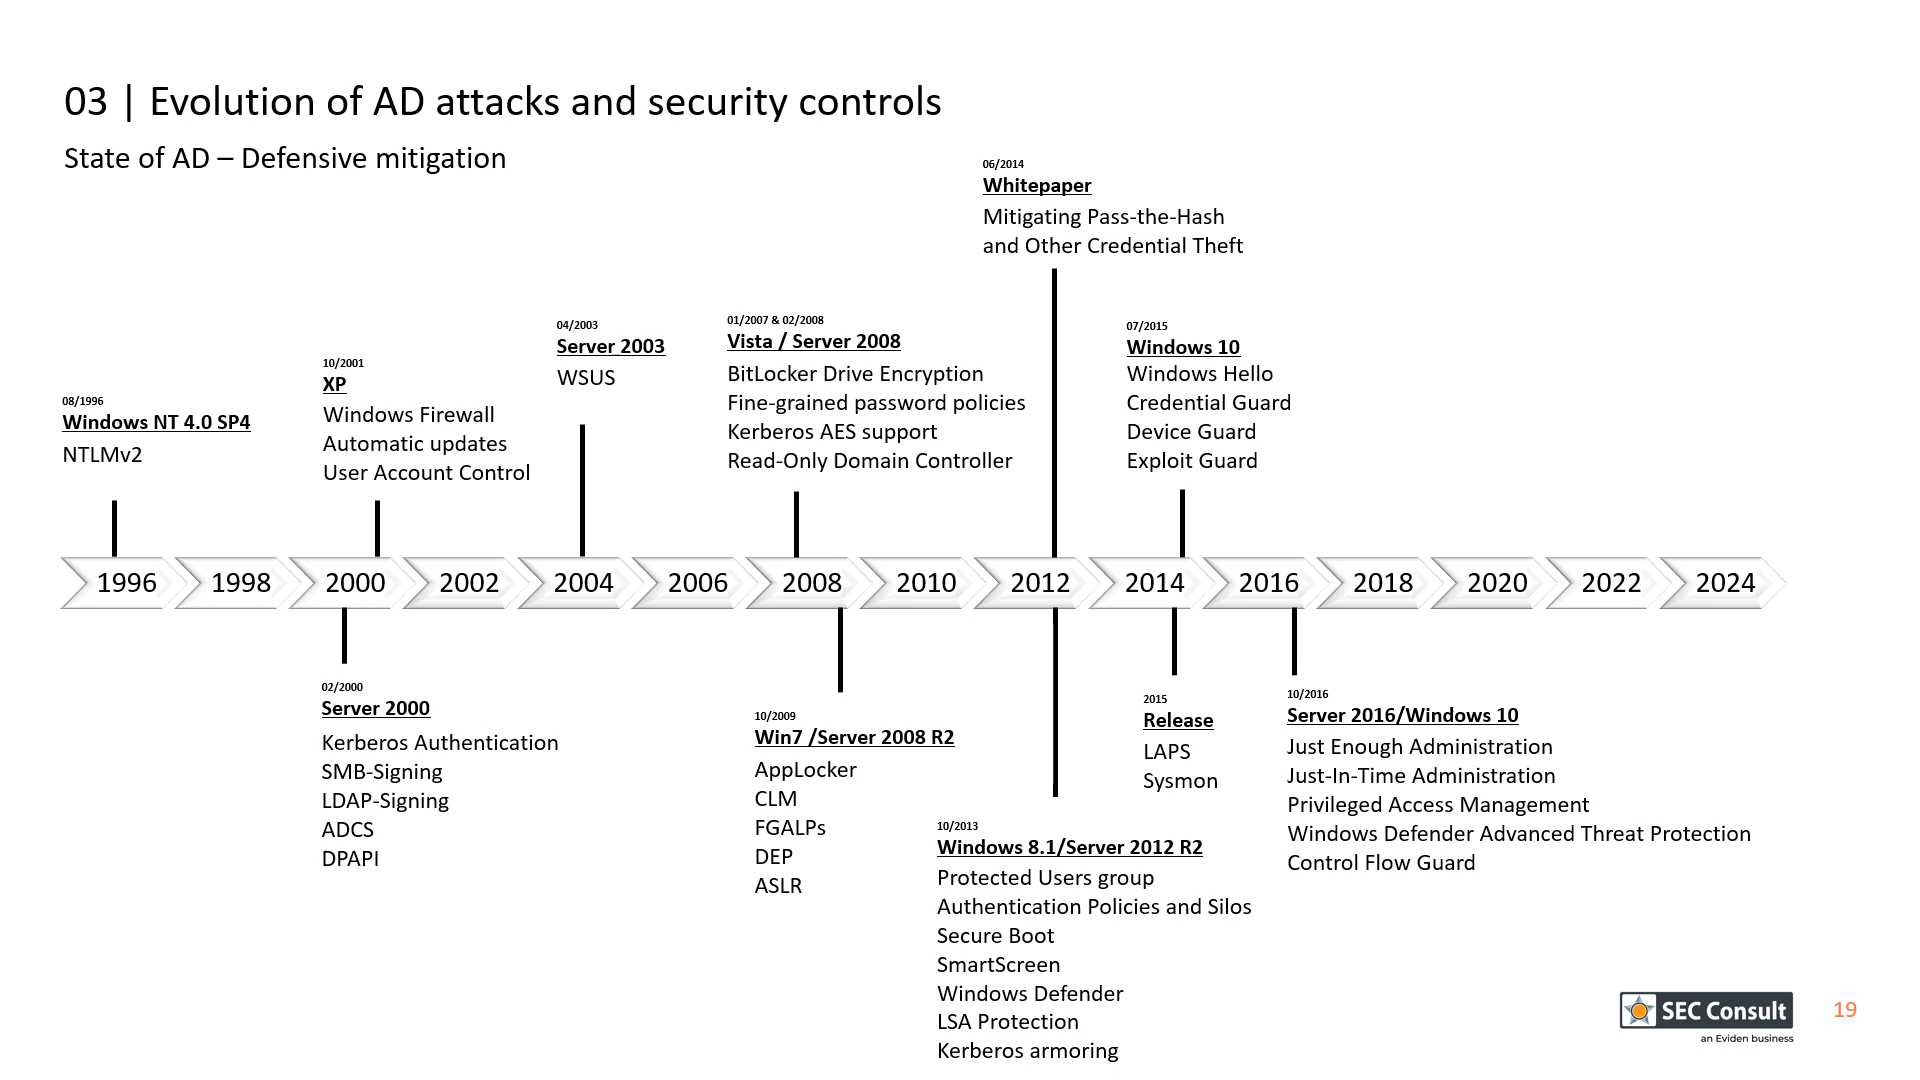 03 | Evolution of AD attacks and security controls
State of AD – Defensive mitigation
06/2014
Whitepaper
Mitigating Pass-the-Hash
and Other Credential Theft
08/1996
Windows NT 4.0 SP4
NTLMv2
10/2001
XP
Windows Firewall
Automatic updates
User Account Control
04/2003
Server 2003
WSUS
01/2007 & 02/2008
Vista / Server 2008
BitLocker Drive Encryption
Fine-grained password policies
Kerberos AES support
Read-Only Domain Controller
07/2015
Windows 10
Windows Hello
Credential Guard
Device Guard
Exploit Guard
1996 1998 2000 2002 2004 2006 2008 2010 2012 2014 2016 2018 2020 2022 2024
02/2000
Server 2000
Kerberos Authentication
SMB-Signing
LDAP-Signing
ADCS
DPAPI
10/2009
Win7 /Server 2008 R2
AppLocker
CLM
FGALPs
DEP
ASLR
10/2013
Windows 8.1/Server 2012 R2
Protected Users group
Authentication Policies and Silos
Secure Boot
SmartScreen
Windows Defender
LSA Protection
Kerberos armoring
2015
Release
LAPS
Sysmon
10/2016
Server 2016/Windows 10
Just Enough Administration
Just-In-Time Administration
Privileged Access Management
Windows Defender Advanced Threat Protection
Control Flow Guard
SEC Consult
an Eviden business
19